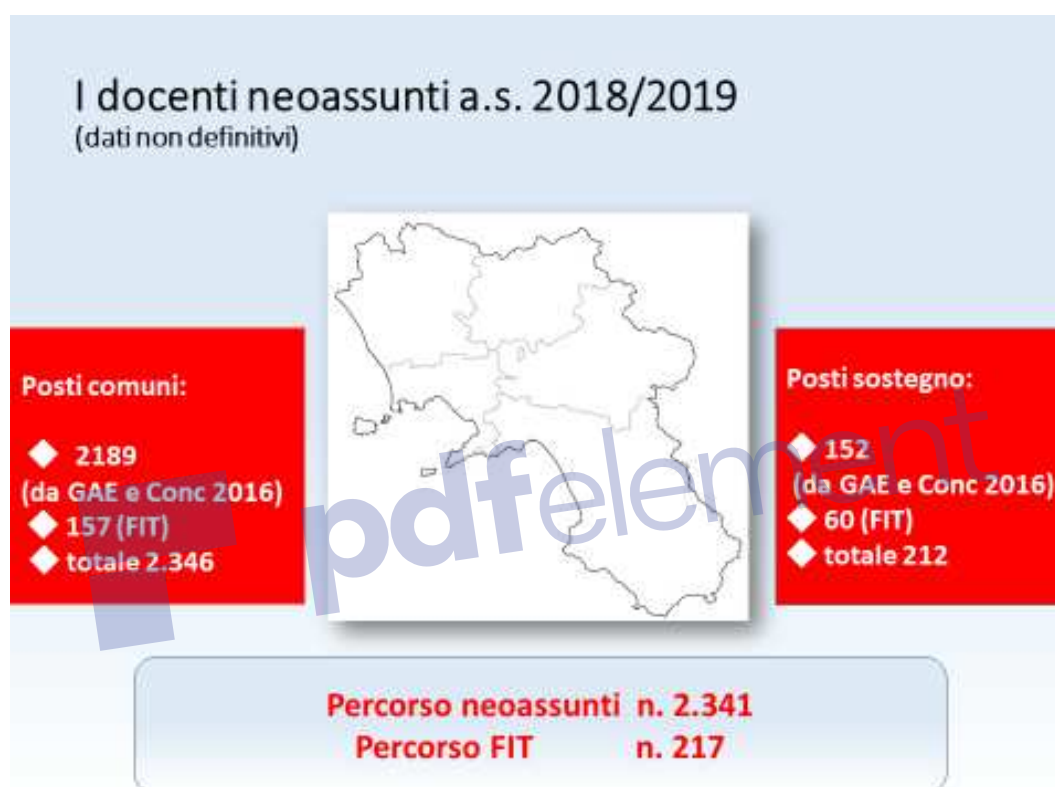 I docenti neoassunti a.s. 2018/2019
(dati non definitivi)
Posti comuni:
2189
(da GAE e Conc 2016)
157 (FIT)
totale 2.346
Posti sostegno:
152
(da GAE e Conc 2016)
60 (FIT)
totale 212
pdfelement
Percorso neoassunti n. 2.341
Percorso FIT n. 217